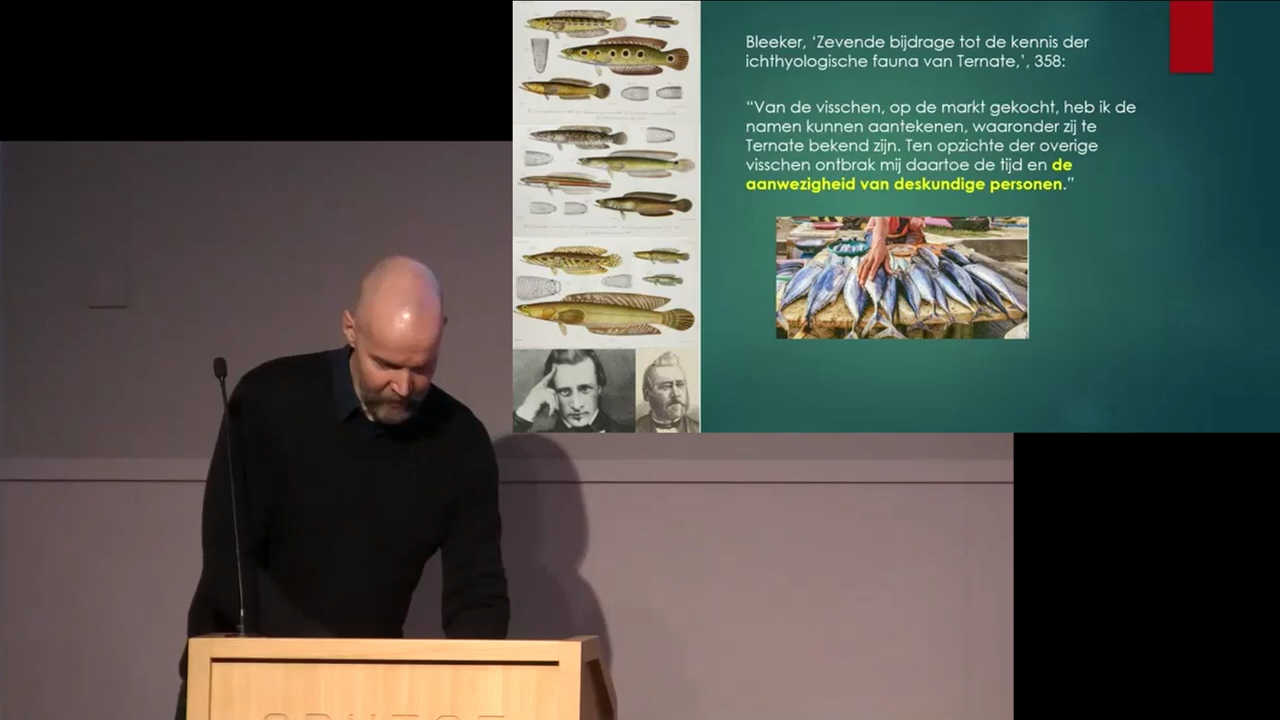 Bleeker, ‘Zevende bijdrage tot de kennis der
ichthyologische fauna van Ternate,’, 358:
“Van de visschen, op de markt gekocht, heb ik de
namen kunnen aantekenen, waaronder zij te
Ternate bekend zijn. Ten opzichte der overige
visschen ontbrak mij daartoe de tijd en de
aanwezigheid van deskundige personen.”